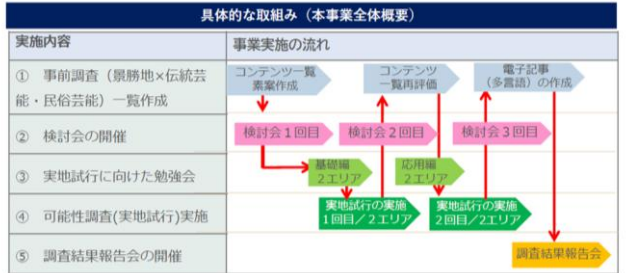 具体的な取組み（本事業全体概要）
実施内容
事業実施の流れ
① 事前調査（景勝地×伝統芸
能・民俗芸能）一覧作成
コンテンツ一覧
素案作成
コンテンツ
一覧再評価
電子記事
（多言語）の作成
② 検討会の開催
検討会１回目
検討会２回目
検討会３回目
③ 実地試行に向けた勉強会
基礎編
２エリア
応用編
２エリア
④ 可能性調査(実地試行)実施
実地試行の実施
1回目／２エリア
実地試行の実施
2回目/2エリア
⑤ 調査結果報告会の開催
調査結果報告会